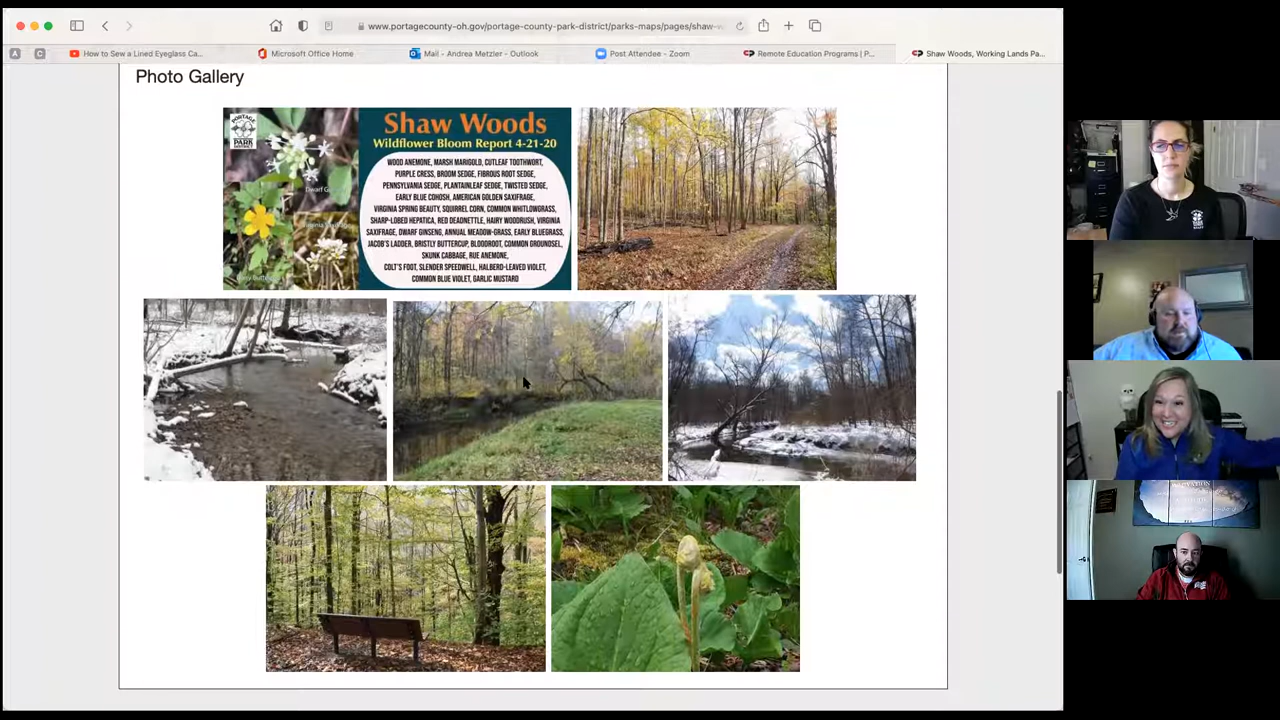 www.portagecounty-oh.gov/portage-county-park-district/parks-maps/pages/shaw-w
How to Sew a Lined Eyeglass Ca...
Microsoft Office Home
Mail - Andrea Metzler - Outlook
Post Attendee - Zoom
Remote Education Programs | P...
Shaw Woods, Working Lands Pa...
Photo Gallery
PORTAGE
PARK
DISTRICT
Shaw Woods
Wildflower Bloom Report 4-21-20
WOOD ANEMONE, MARSH MARIGOLD, CUTLEAF TOOTHWORT,
PURPLE CRESS, BROOM SEDGE, FIBROUS ROOT SEDGE,
PENNSYLVANIA SEDGE, PLANTAINLEAF SEDGE, TWISTED SEDGE,
EARLY BLUE COHOSH, AMERICAN GOLDEN SAXIFRAGE,
VIRGINIA SPRING BEAUTY, SQUIRREL CORN, COMMON WHITLOWGRASS,
SHARP-LOBED HEPATICA, RED DEADNETTLE, HAIRY WOODRUSH, VIRGINIA
SAXIFRAGE, DWARF GINSENG, ANNUAL MEADOW-GRASS, EARLY BLUEGRASS,
JACOB'S LADDER, BRISTLY BUTTERCUP, BLOODROOT, COMMON GROUNDSEL,
SKUNK CABBAGE, RUE ANEMONE,
COLT'S FOOT, SLENDER SPEEDWELL, HALBERD-LEAVED VIOLET,
COMMON BLUE VIOLET, GARLIC MUSTARD